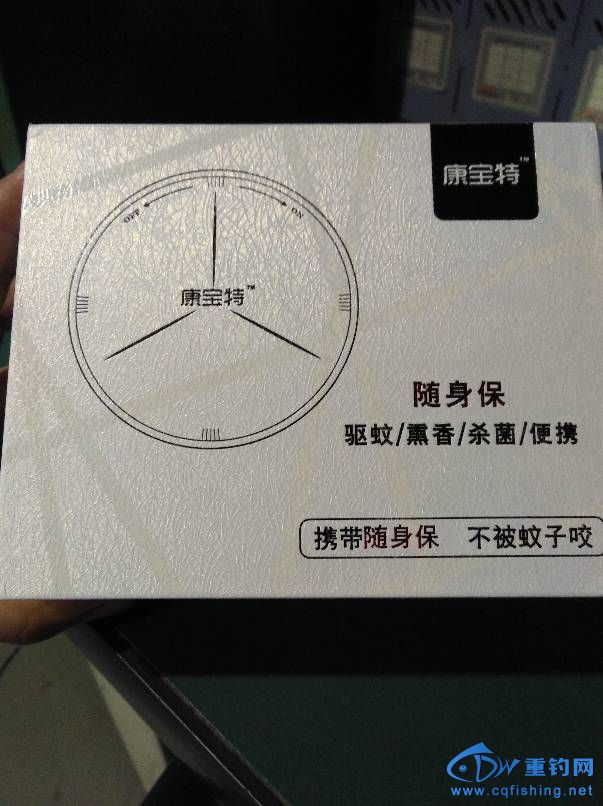 康宝特™
OFF
ON
康宝特™
随身保
驱蚊/熏香/杀菌/便携
携带随身保 不被蚊子咬
DW重钓网
www.cqfishing.net